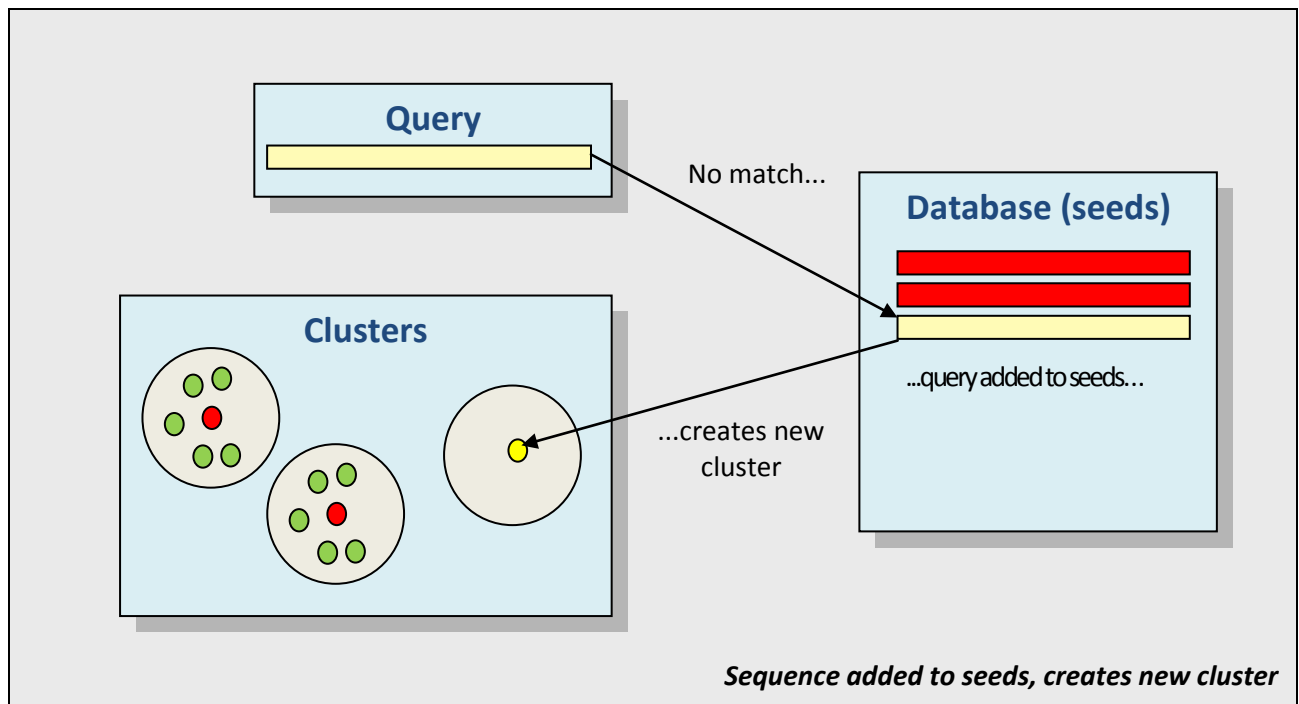 Query
No match...
Database (seeds)
...query added to seeds...
Clusters
...creates new
cluster
Sequence added to seeds, creates new cluster